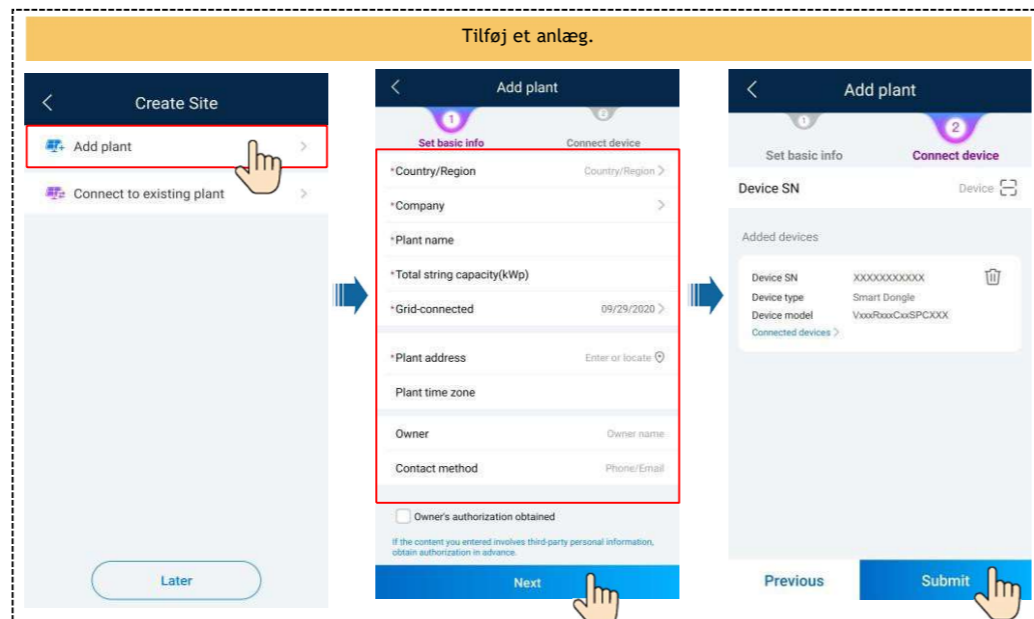 Tilføj et anlæg.
Create Site
Add plant
Connect to existing plant
Later
Add plant
1
2
Set basic info
Connect device
*Country/Region
Country/Region >
*Company
>
*Plant name
*Total string capacity(kWp)
*Grid-connected
09/29/2020 >
*Plant address
Enter or locate
Plant time zone
Owner
Owner name
Contact method
Phone/Email
Owner's authorization obtained
If the content you entered involves third-party personal information,
obtain authorization in advance.
Next
Add plant
1
2
Set basic info
Connect device
Device SN
Device
Added devices
Device SN
XXXXXXXXXXX
Device type
Smart Dongle
Device model
VxxxRxxxCxxSPCXXX
Connected devices >
Previous
Submit